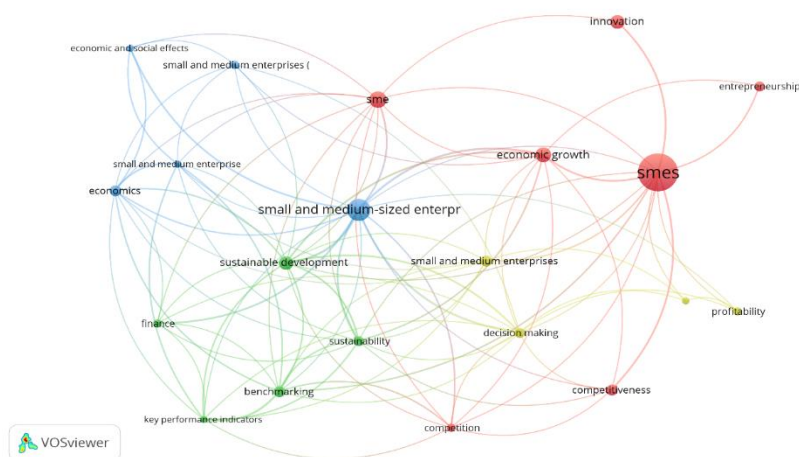 innovation
economic and social effects
small and medium enterprises (
entrepreneurship
sme
economic growth
small and medium enterprise
smes
economics
small and medium-sized enterpr
sustainable development
small and medium enterprises
profitability
finance
decision making
sustainability
benchmarking
competitiveness
key performance indicators
competition
VOSviewer